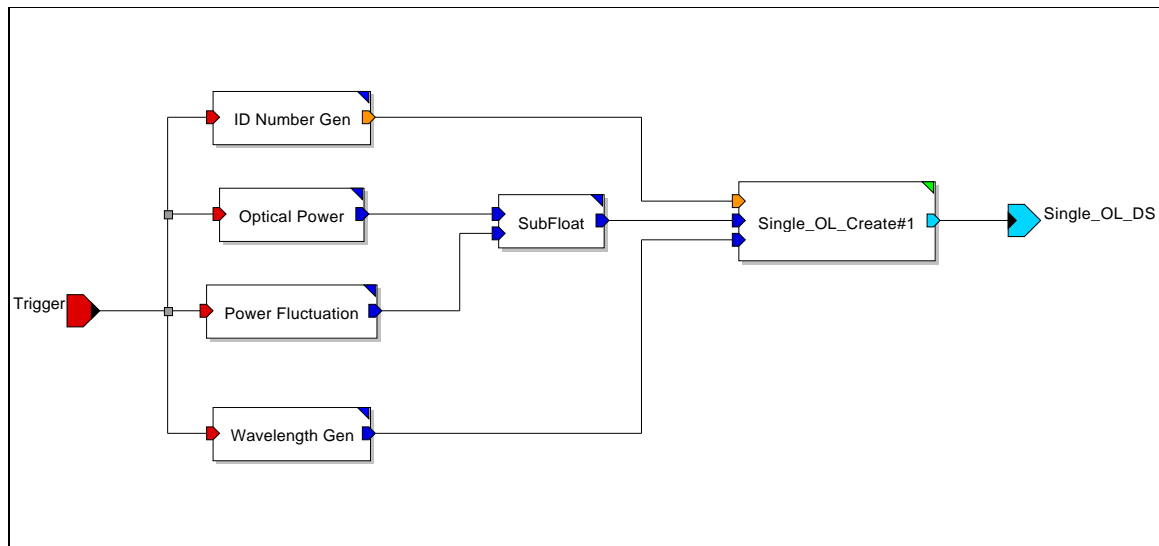 ID Number Gen
Optical Power
SubFloat
Single_OL_Create#1
Single_OL_DS
Trigger
Power Fluctuation
Wavelength Gen